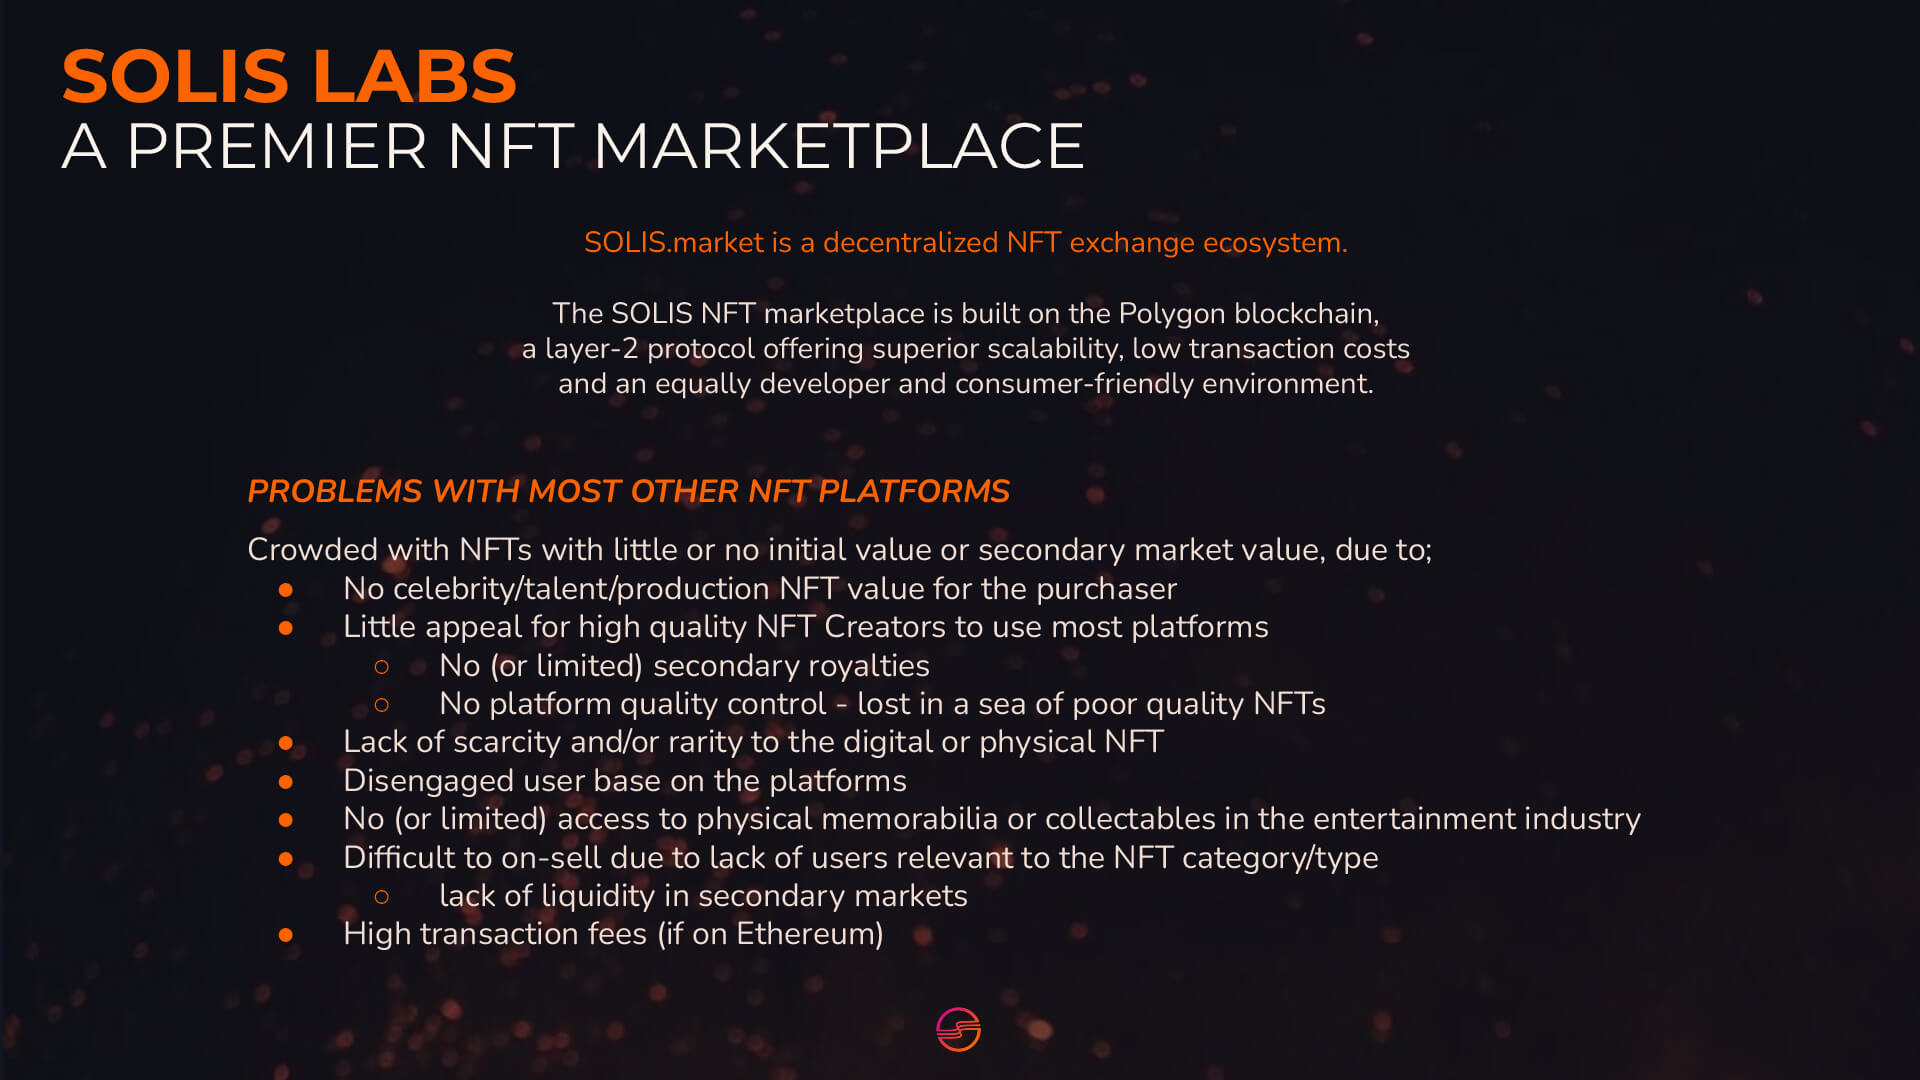 SOLIS LABS
A PREMIER NFT MARKETPLACE
SOLIS.market is a decentralized NFT exchange ecosystem.
The SOLIS NFT marketplace is built on the Polygon blockchain,
a layer-2 protocol offering superior scalability, low transaction costs
and an equally developer and consumer-friendly environment.
PROBLEMS WITH MOST OTHER NFT PLATFORMS
Crowded with NFTs with little or no initial value or secondary market value, due to;
● No celebrity/talent/production NFT value for the purchaser
● Little appeal for high quality NFT Creators to use most platforms
○ No (or limited) secondary royalties
○ No platform quality control - lost in a sea of poor quality NFTs
● Lack of scarcity and/or rarity to the digital or physical NFT
● Disengaged user base on the platforms
● No (or limited) access to physical memorabilia or collectables in the entertainment industry
● Difficult to on-sell due to lack of users relevant to the NFT category/type
○ lack of liquidity in secondary markets
● High transaction fees (if on Ethereum)